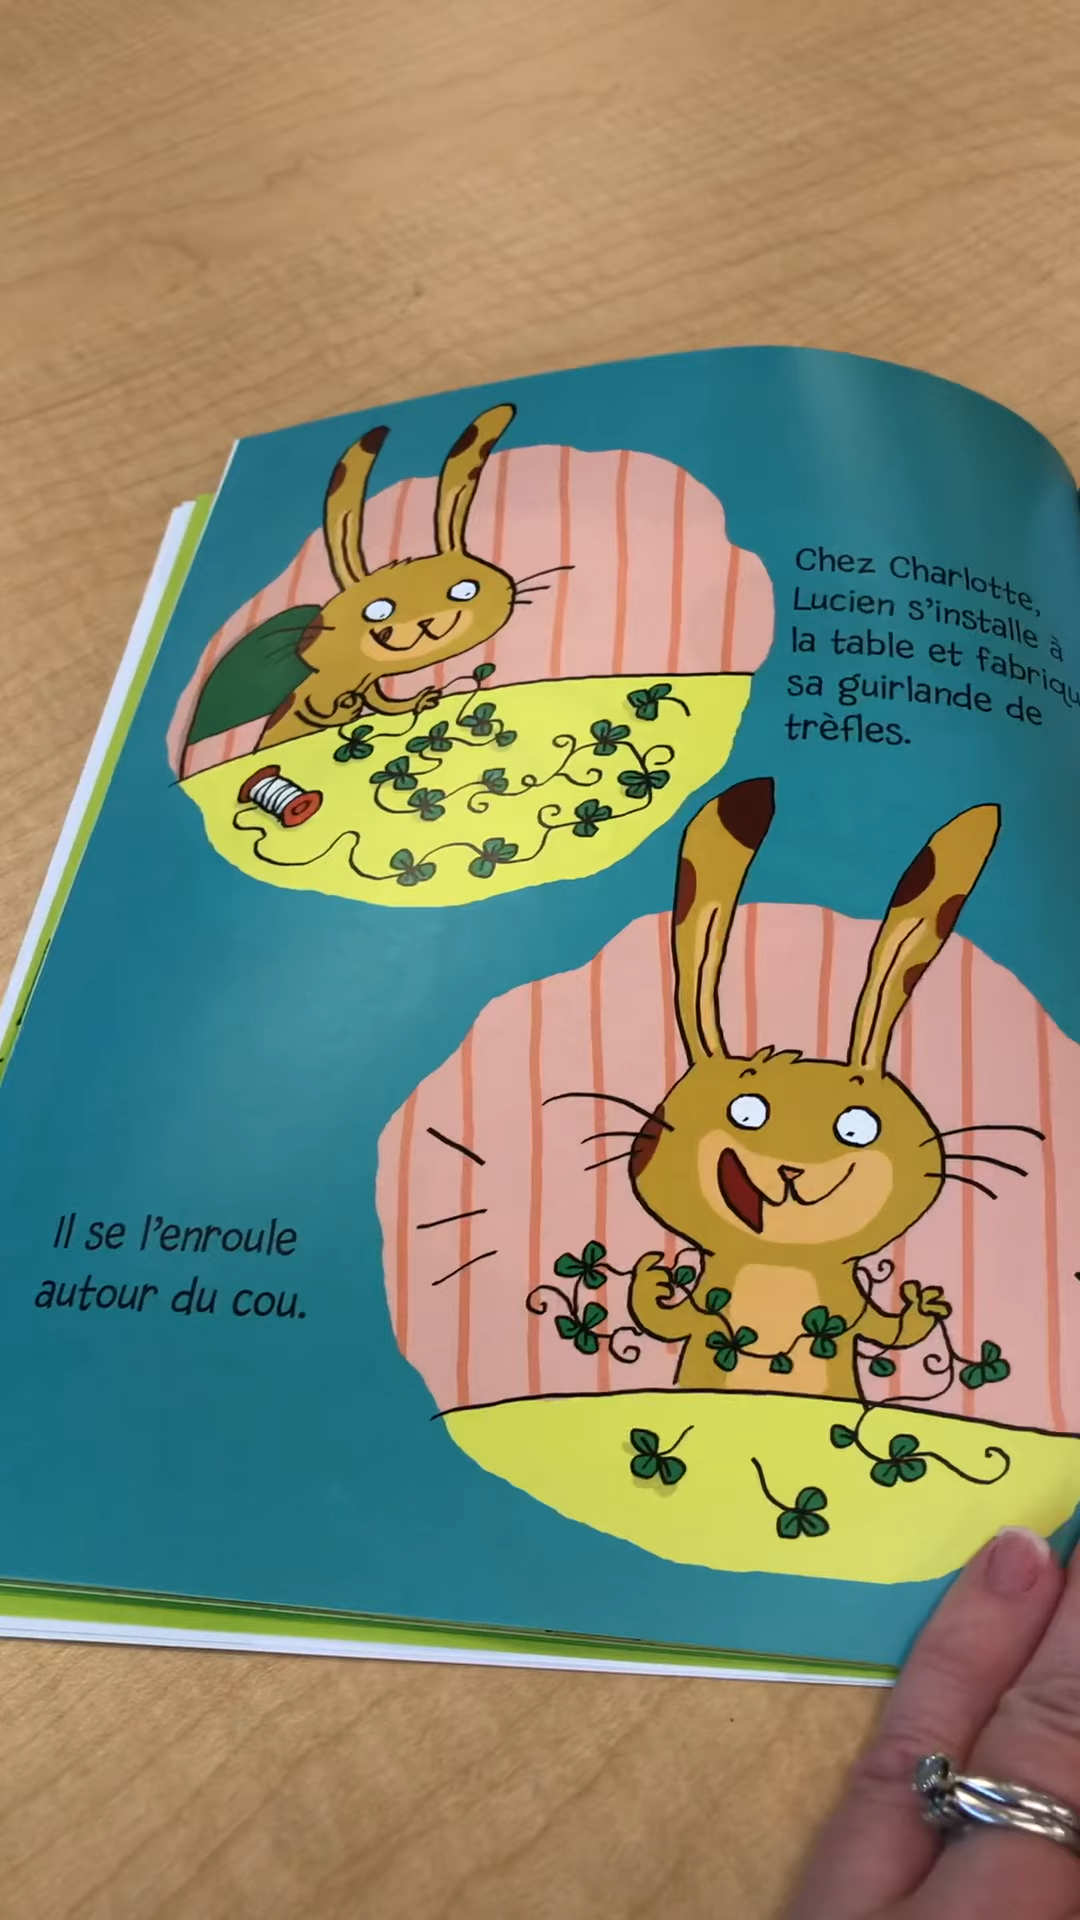 Chez Charlotte,
Lucien s'installe à
la table et fabriqu
sa guirlande de
trèfles.
Il se l'enroule
autour du cou.